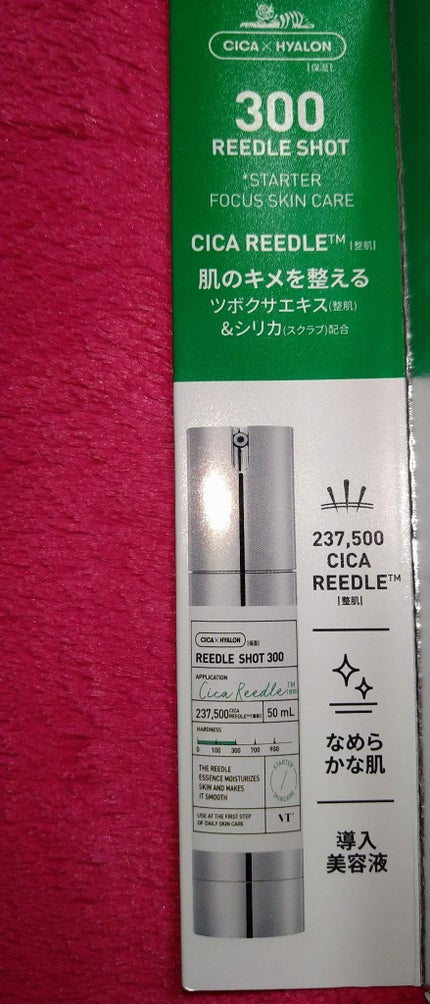 CICA × HYALON
[保湿]
300
REEDLE SHOT
*STARTER
FOCUS SKIN CARE
CICA REEDLE™ [整肌]
肌のキメを整える
ツボクサエキス(整肌)
&シリカ(スクラブ)配合
CICA × HYALON [保湿]
REEDLE SHOT 300
APPLICATION
Cica Reedle™ [整肌]
237,500 CICA REEDLE™[整肌] 50 mL
HARDNESS
0 100 300 700 900
THE REEDLE
ESSENCE MOISTURIZES
SKIN AND MAKES
IT SMOOTH
STARTER
SKINCARE
USE AT THE FIRST STEP
OF DAILY SKIN CARE
VT
237,500
CICA
REEDLE™
[整肌]
なめら
かな肌
導入
美容液